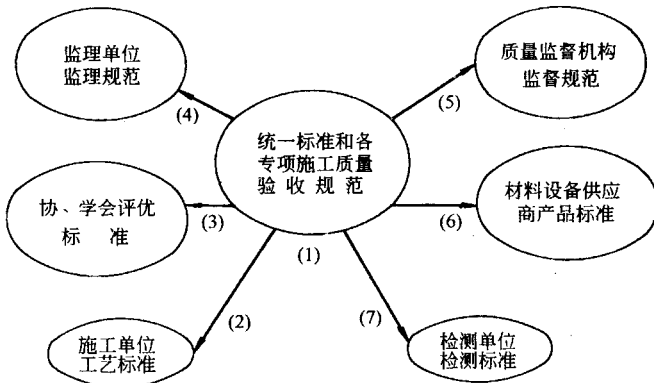 监理单位
监理规范
(4)
质量监督机构
监督规范
(5)
统一标准和各
专项施工质量
验收规范
(1)
协、学会评优
标准
(3)
材料设备供应
商产品标准
(6)
(2)
施工单位
工艺标准
(7)
检测单位
检测标准